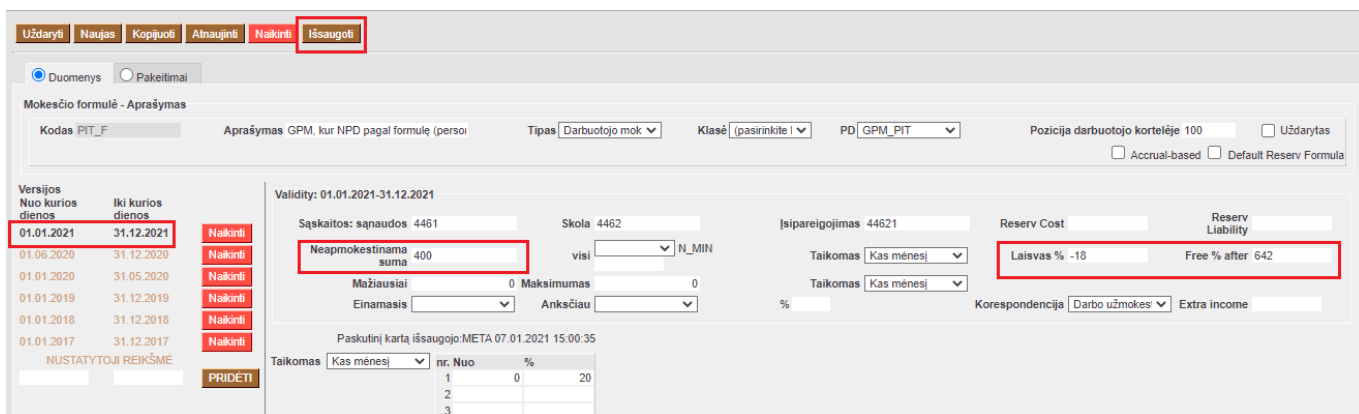 Uždaryti Naujas Kopijuoti Atnaujinti Naikinti Išsaugoti
Duomenys Pakeitimai
Mokesčio formulė - Aprašymas
Kodas PIT_F Aprašymas GPM, kur NPD pagal formulę (persor Tipas Darbuotojo mok Klasė (pasirinkite l PD GPM_PIT Pozicija darbuotojo kortelėje 100 Uždarytas
Accrual-based Default Reserv Formula
Versijos
Nuo kurios dienos Iki kurios dienos
01.01.2021 31.12.2021 Naikinti
01.06.2020 31.12.2020 Naikinti
01.01.2020 31.05.2020 Naikinti
01.01.2019 31.12.2019 Naikinti
01.01.2018 31.12.2018 Naikinti
01.01.2017 31.12.2017 Naikinti
NUSTATYTOJI REIKŠMĖ
PRIDĖTI
Validity: 01.01.2021-31.12.2021
Sąskaitos: sąnaudos 4461 Skola 4462 Įsipareigojimas 44621 Reserv Cost Reserv Liability
Neapmokestinama suma 400 visi N_MIN Taikomas Kas mėnesį Laisvas % -18 Free % after 642
Mažiausiai 0 Maksimumas 0 Taikomas Kas mėnesį
Einamasis Anksčiau % Korespondencija Darbo užmokes Extra income
Paskutinį kartą išsaugojo:META 07.01.2021 15:00:35
Taikomas Kas mėnesį nr. Nuo %
1 0 20
2
3